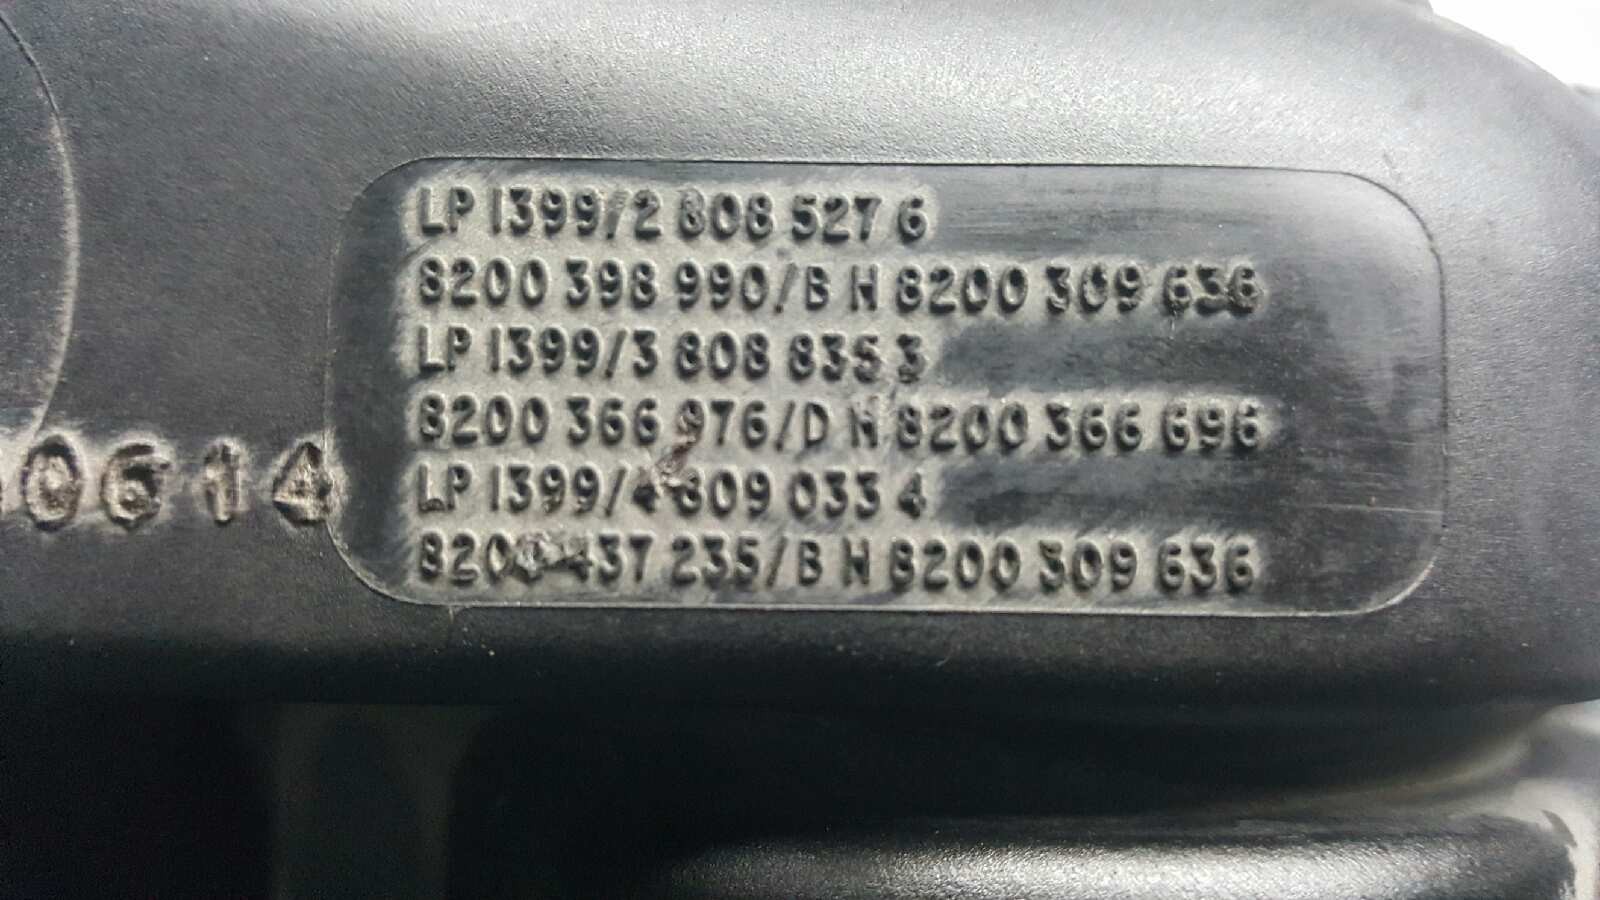 LP 1399/2 808 527 6
8200 398 990/B H 8200 309 636
LP 1399/3 808 835 3
8200 366 976/D H 8200 366 696
0614
LP 1399/4 809 033 4
8200 437 235/B H 8200 309 636